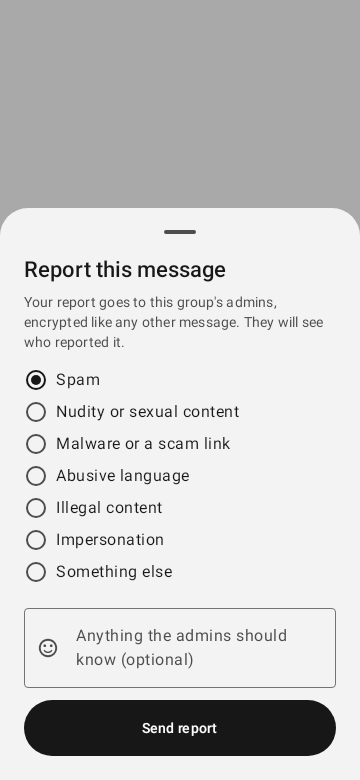 Report this message
Your report goes to this group's admins,
encrypted like any other message. They will see
who reported it.
Spam
Nudity or sexual content
Malware or a scam link
Abusive language
Illegal content
Impersonation
Something else
Anything the admins should
know (optional)
Send report